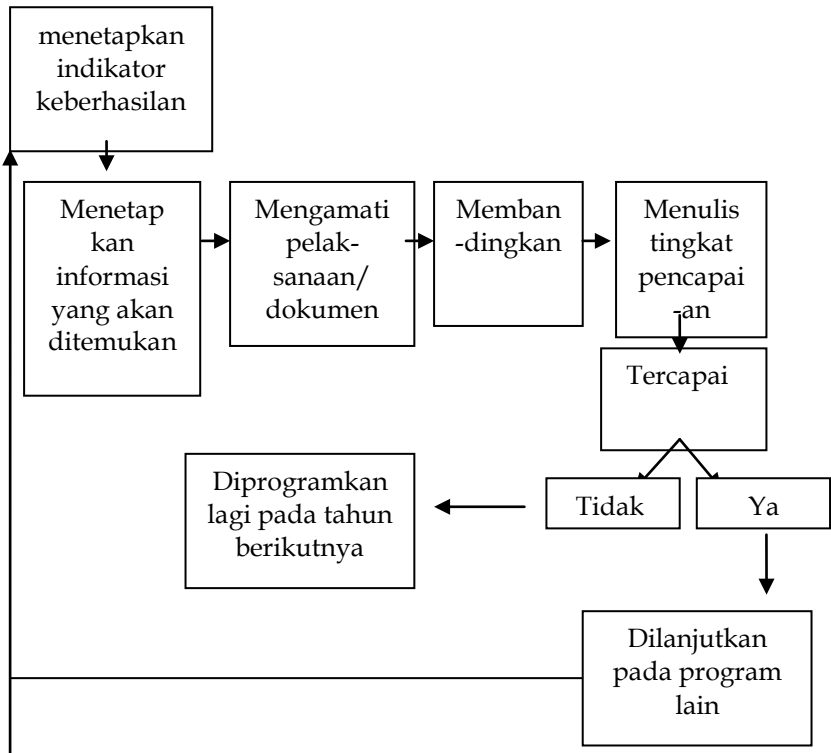 menetapkan
indikator
keberhasilan
Menetap
kan
informasi
yang akan
ditemukan
Mengamati
pelak-
sanaan/
dokumen
Memban
-dingkan
Menulis
tingkat
pencapai
-an
Tercapai
Tidak
Ya
Diprogramkan
lagi pada tahun
berikutnya
Dilanjutkan
pada program
lain